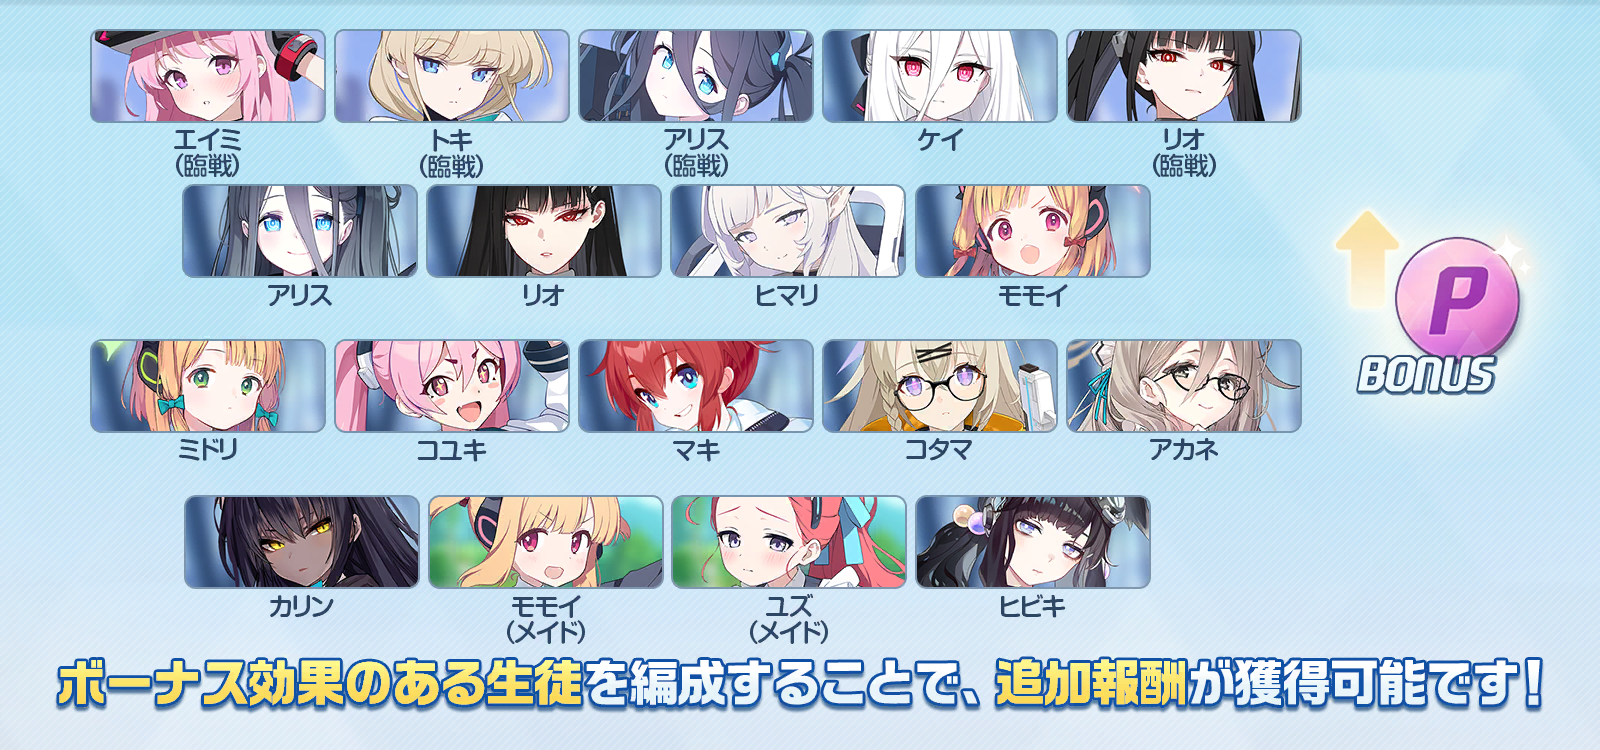 エイミ
(臨戦)
トキ
(臨戦)
アリス
(臨戦)
ケイ
リオ
(臨戦)
アリス
リオ
ヒマリ
モモイ
P
BONUS
ミドリ
コユキ
マキ
コタマ
アカネ
カリン
モモイ
(メイド)
ユズ
(メイド)
ヒビキ
ボーナス効果のある生徒を編成することで、追加報酬が獲得可能です!